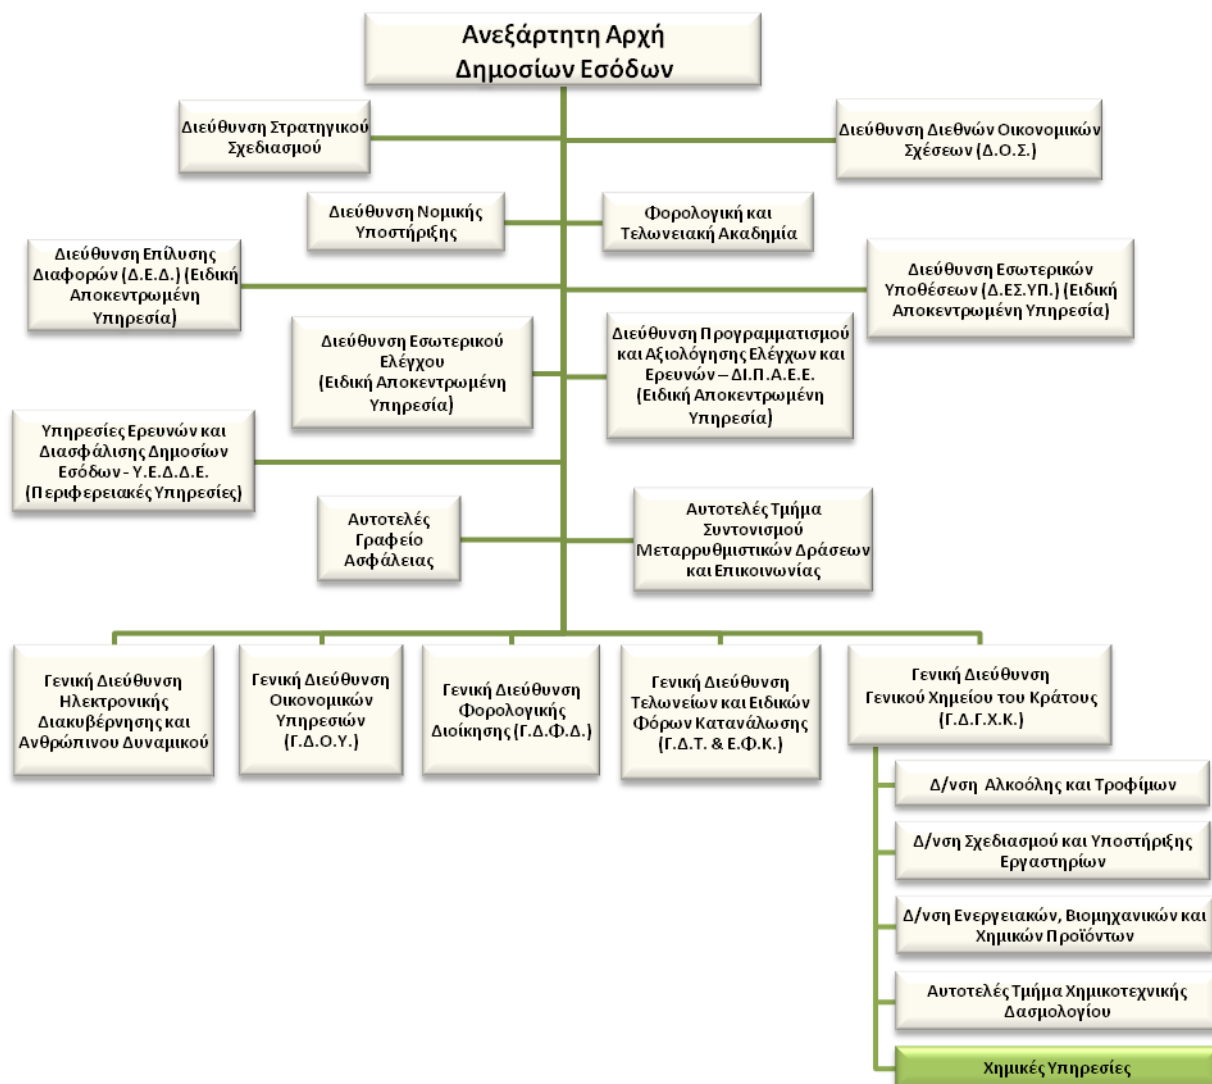 Ανεξάρτητη Αρχή
Δημοσίων Εσόδων
Διεύθυνση Στρατηγικού
Σχεδιασμού
Διεύθυνση Διεθνών Οικονομικών
Σχέσεων (Δ.Ο.Σ.)
Διεύθυνση Νομικής
Υποστήριξης
Φορολογική και
Τελωνειακή Ακαδημία
Διεύθυνση Επίλυσης
Διαφορών (Δ.Ε.Δ.) (Ειδική
Αποκεντρωμένη
Υπηρεσία)
Διεύθυνση Εσωτερικών
Υποθέσεων (Δ.ΕΣ.ΥΠ.) (Ειδική
Αποκεντρωμένη Υπηρεσία)
Διεύθυνση Εσωτερικού
Ελέγχου
(Ειδική Αποκεντρωμένη
Υπηρεσία)
Διεύθυνση Προγραμματισμού
και Αξιολόγησης Ελέγχων και
Ερευνών – ΔΙ.Π.Α.Ε.Ε.
(Ειδική Αποκεντρωμένη
Υπηρεσία)
Υπηρεσίες Ερευνών και
Διασφάλισης Δημοσίων
Εσόδων - Υ.Ε.Δ.Δ.Ε.
(Περιφερειακές Υπηρεσίες)
Αυτοτελές
Γραφείο
Ασφάλειας
Αυτοτελές Τμήμα
Συντονισμού
Μεταρρυθμιστικών Δράσεων
και Επικοινωνίας
Γενική Διεύθυνση
Ηλεκτρονικής
Διακυβέρνησης και
Ανθρώπινου Δυναμικού
Γενική Διεύθυνση
Οικονομικών
Υπηρεσιών
(Γ.Δ.Ο.Υ.)
Γενική Διεύθυνση
Φορολογικής
Διοίκησης (Γ.Δ.Φ.Δ.)
Γενική Διεύθυνση
Τελωνείων και Ειδικών
Φόρων Κατανάλωσης
(Γ.Δ.Τ. & Ε.Φ.Κ.)
Γενική Διεύθυνση
Γενικού Χημείου του Κράτους
(Γ.Δ.Γ.Χ.Κ.)
Δ/νση Αλκοόλης και Τροφίμων
Δ/νση Σχεδιασμού και Υποστήριξης
Εργαστηρίων
Δ/νση Ενεργειακών, Βιομηχανικών και
Χημικών Προϊόντων
Αυτοτελές Τμήμα Χημικοτεχνικής
Δασμολογίου
Χημικές Υπηρεσίες